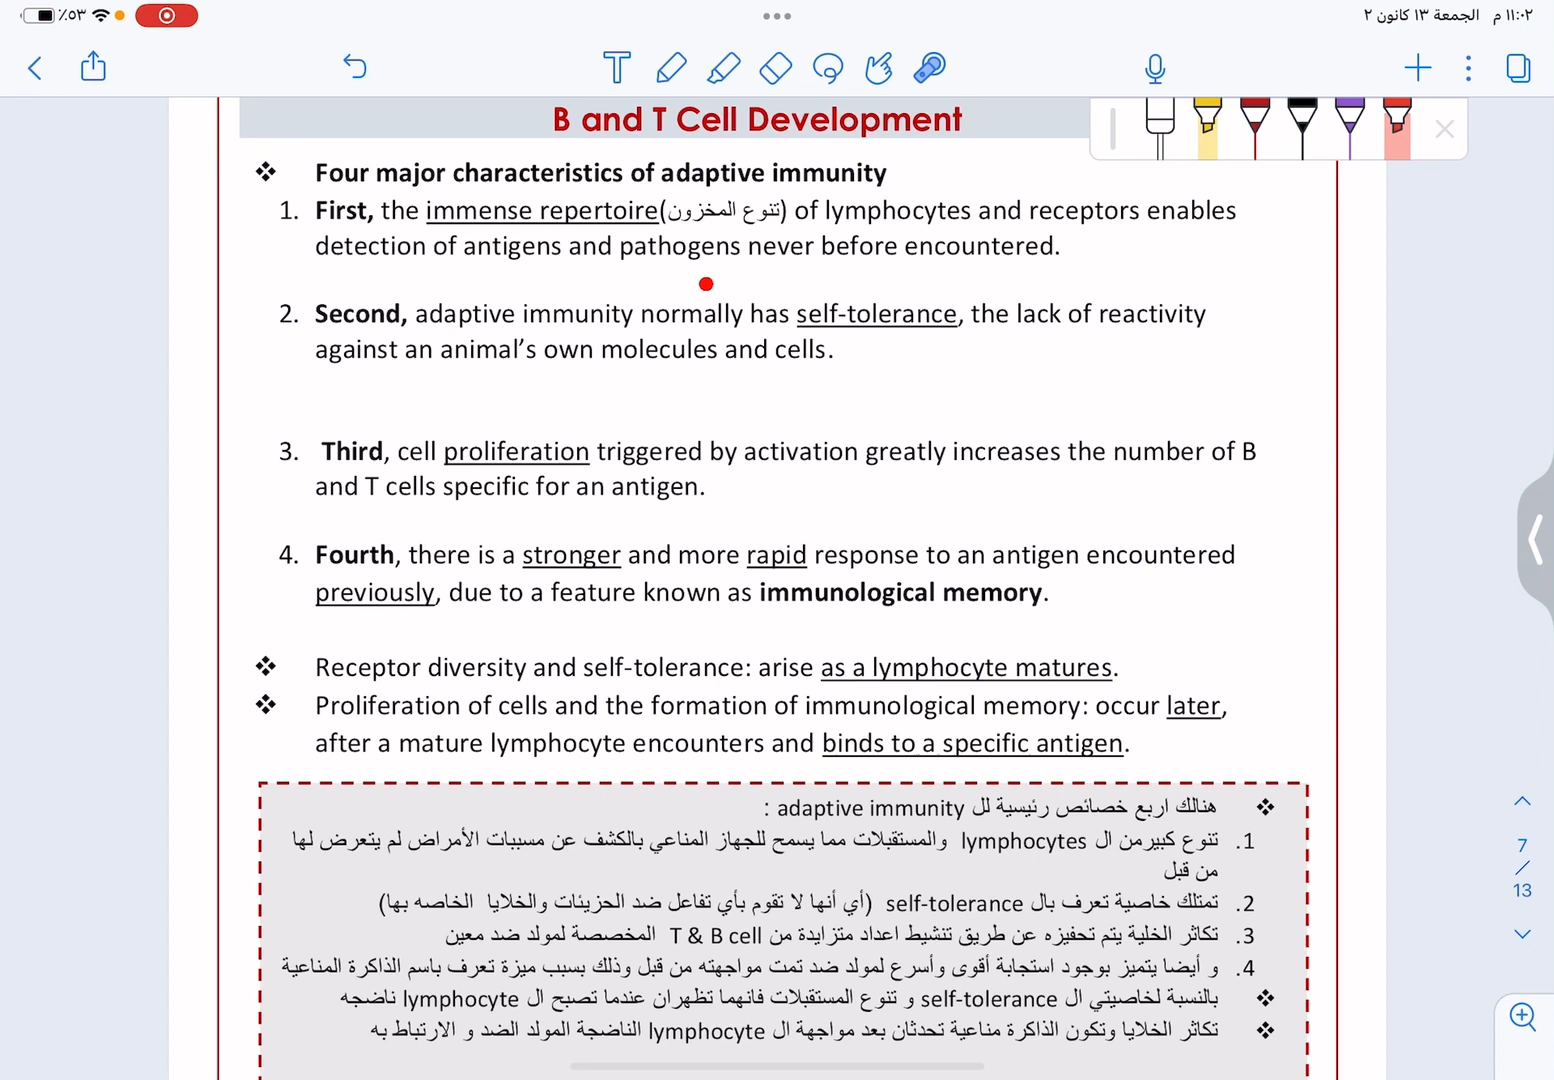 ٪٥٣
١١:٠٢ م الجمعة ١٣ كانون ٢
B and T Cell Development
❖ Four major characteristics of adaptive immunity
1. First, the immense repertoire(تنوع المخزون) of lymphocytes and receptors enables
detection of antigens and pathogens never before encountered.
2. Second, adaptive immunity normally has self-tolerance, the lack of reactivity
against an animal’s own molecules and cells.
3. Third, cell proliferation triggered by activation greatly increases the number of B
and T cells specific for an antigen.
4. Fourth, there is a stronger and more rapid response to an antigen encountered
previously, due to a feature known as immunological memory.
❖ Receptor diversity and self-tolerance: arise as a lymphocyte matures.
❖ Proliferation of cells and the formation of immunological memory: occur later,
after a mature lymphocyte encounters and binds to a specific antigen.
❖ هنالك اربع خصائص رئيسية لل adaptive immunity :
1. تنوع كبيرمن ال lymphocytes والمستقبلات مما يسمح للجهاز المناعي بالكشف عن مسببات الأمراض لم يتعرض لها
من قبل
2. تمتلك خاصية تعرف بال self-tolerance (أي أنها لا تقوم بأي تفاعل ضد الحزيئات والخلايا الخاصه بها)
3. تكاثر الخلية يتم تحفيزه عن طريق تنشيط اعداد متزايدة من T & B cell المخصصة لمولد ضد معين
4. و أيضا يتميز بوجود استجابة أقوى وأسرع لمولد ضد تمت مواجهته من قبل وذلك بسبب ميزة تعرف باسم الذاكرة المناعية
❖ بالنسبة لخاصيتي ال self-tolerance و تنوع المستقبلات فانهما تظهران عندما تصبح ال lymphocyte ناضجه
❖ تكاثر الخلايا وتكون الذاكرة مناعية تحدثان بعد مواجهة ال lymphocyte الناضجة المولد الضد و الارتباط به
7
/
13